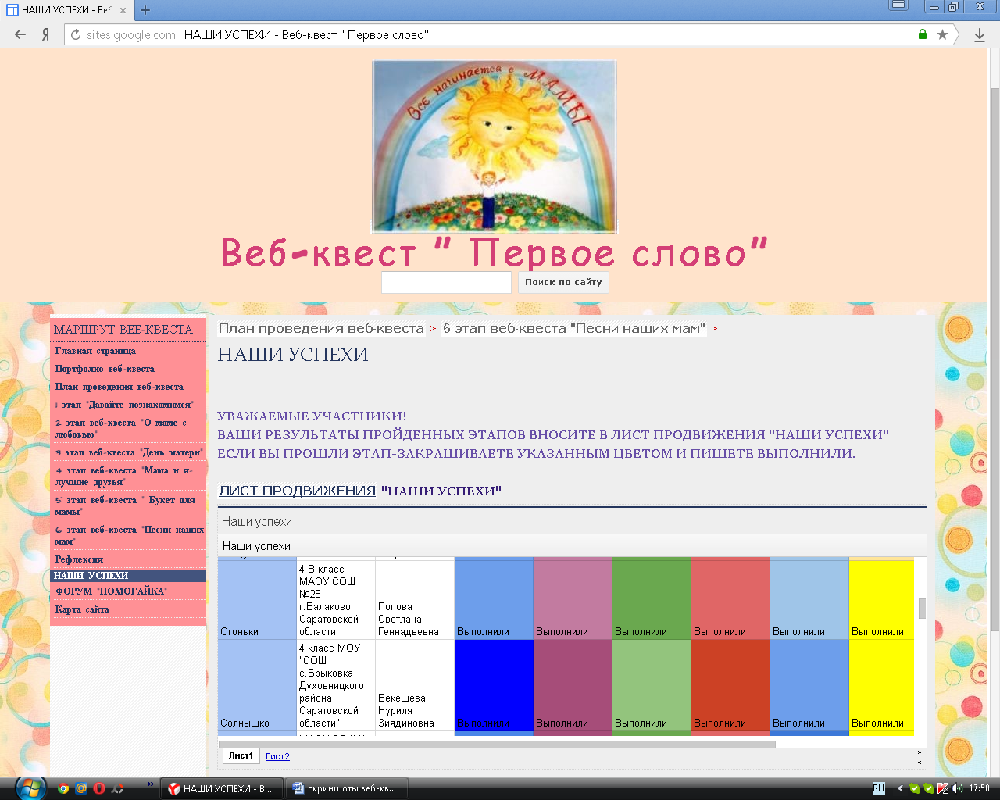 НАШИ УСПЕХИ - Веб
sites.google.com НАШИ УСПЕХИ - Веб-квест " Первое слово"
Всё начинается с МАМЫ
Веб-квест " Первое слово"
Поиск по сайту
МАРШРУТ ВЕБ-КВЕСТА
Главная страница
Портфолио веб-квеста
План проведения веб-квеста
1 этап "Давайте познакомимся"
2 этап веб-квеста "О маме с
любовью"
3 этап веб-квеста "День матери"
4 этап веб-квеста "Мама и я-
лучшие друзья"
5 этап веб-квеста " Букет для
мамы"
6 этап веб-квеста "Песни наших
мам"
Рефлексия
НАШИ УСПЕХИ
ФОРУМ "ПОМОГАЙКА"
Карта сайта
План проведения веб-квеста > 6 этап веб-квеста "Песни наших мам" >
НАШИ УСПЕХИ
УВАЖАЕМЫЕ УЧАСТНИКИ!
ВАШИ РЕЗУЛЬТАТЫ ПРОЙДЕННЫХ ЭТАПОВ ВНОСИТЕ В ЛИСТ ПРОДВИЖЕНИЯ "НАШИ УСПЕХИ"
ЕСЛИ ВЫ ПРОШЛИ ЭТАП-ЗАКРАШИВАЕТЕ УКАЗАННЫМ ЦВЕТОМ И ПИШЕТЕ ВЫПОЛНИЛИ.
ЛИСТ ПРОДВИЖЕНИЯ "НАШИ УСПЕХИ"
Наши успехи
Наши успехи
Огоньки
4 В класс
МАОУ СОШ
№28
г.Балаково
Саратовской
области
Попова
Светлана
Геннадьевна
Выполнили Выполнили Выполнили Выполнили Выполнили Выполнили
Солнышко
4 класс МОУ
"СОШ
с.Брыковка
Духовницкого
района
Саратовской
области"
Бекешева
Нуриля
Зиядиновна
Выполнили Выполнили Выполнили Выполнили Выполнили Выполнили
Лист1 Лист2
НАШИ УСПЕХИ - В... скриншоты веб-кв... RU 17:58